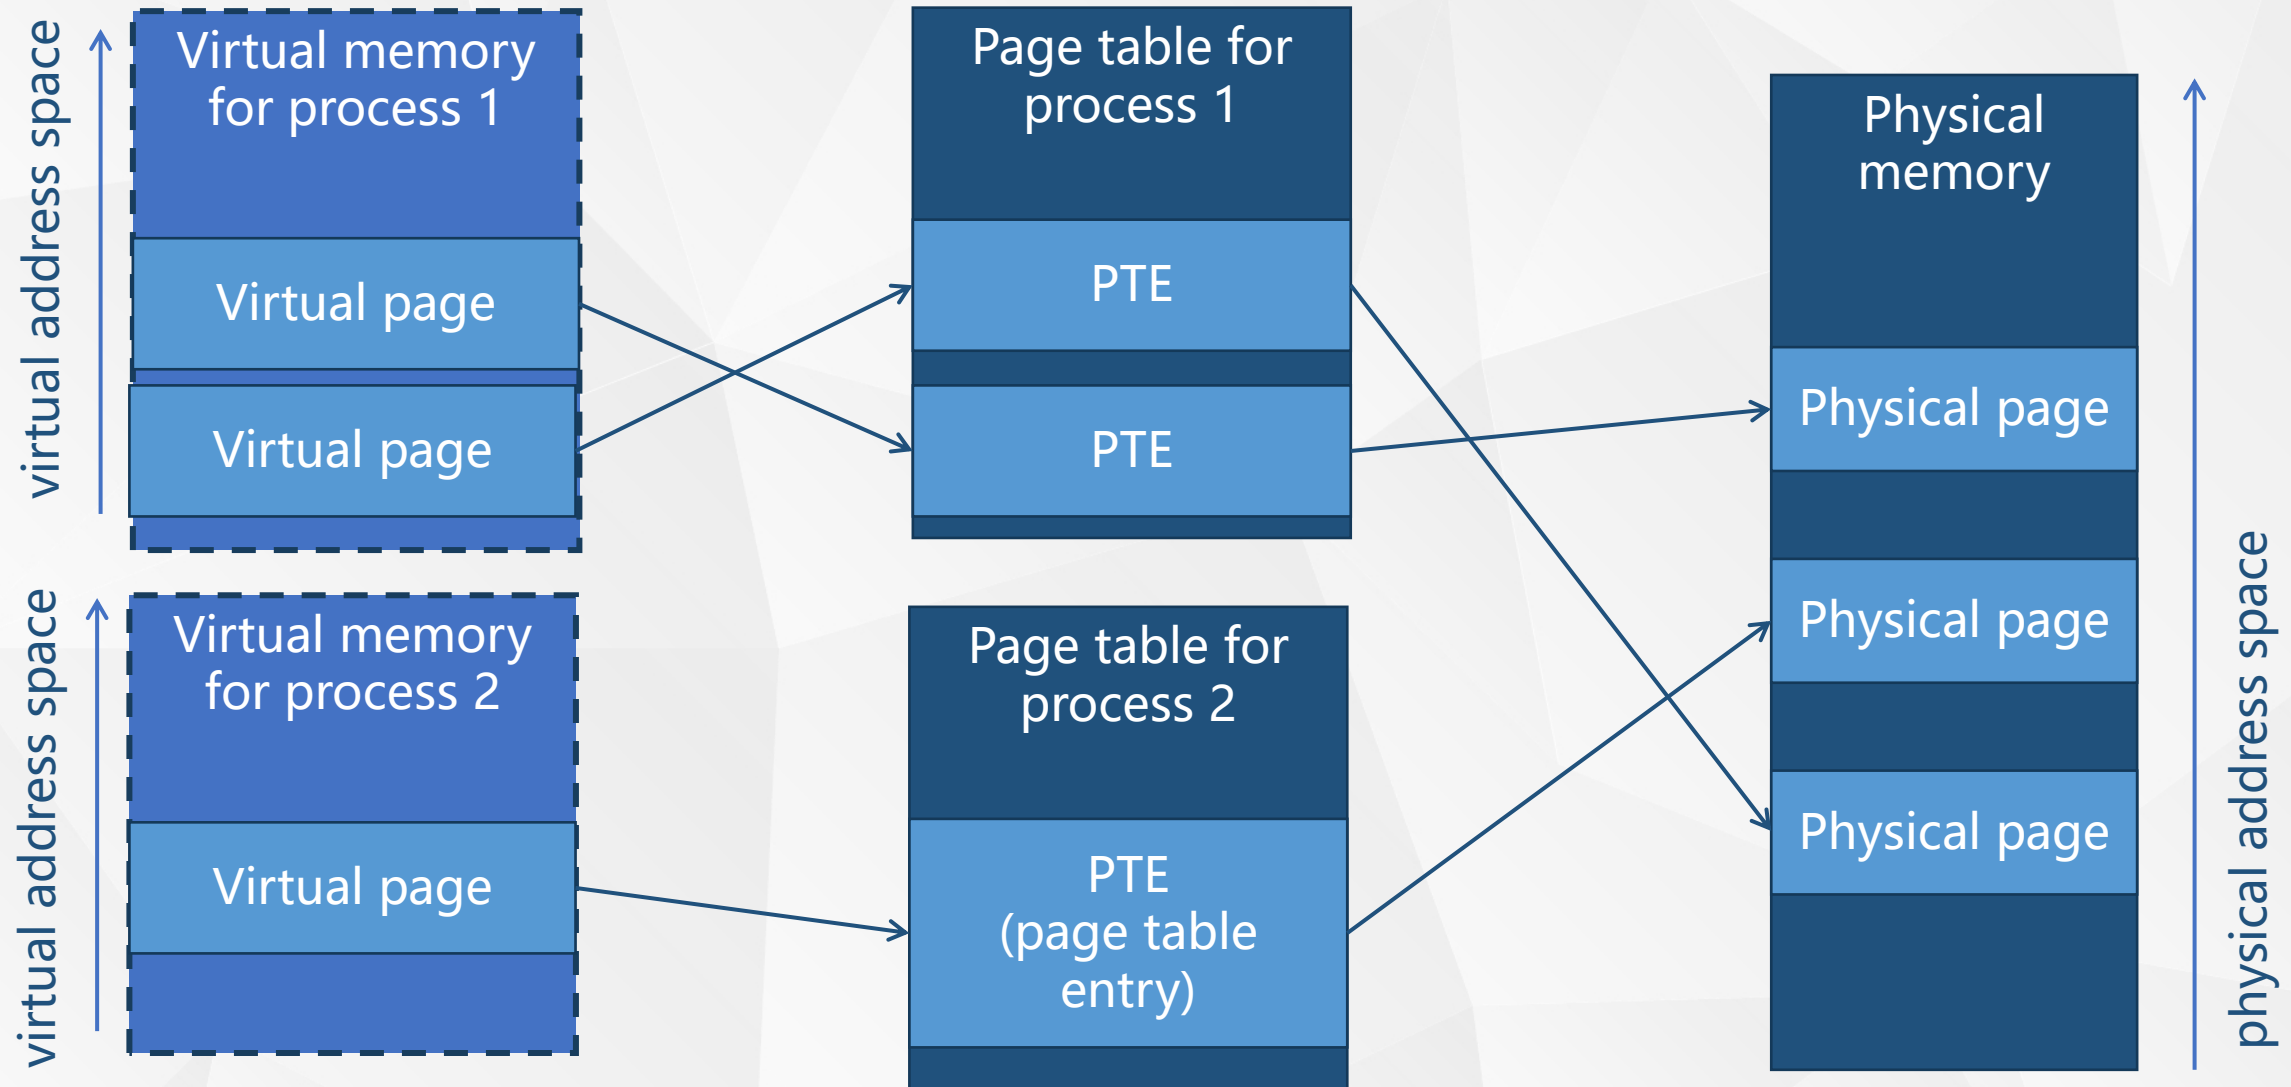 virtual address space
Virtual memory
for process 1
Virtual page
Virtual page
Page table for
process 1
PTE
PTE
virtual address space
Virtual memory
for process 2
Virtual page
Page table for
process 2
PTE
(page table
entry)
Physical
memory
Physical page
Physical page
Physical page
physical address space